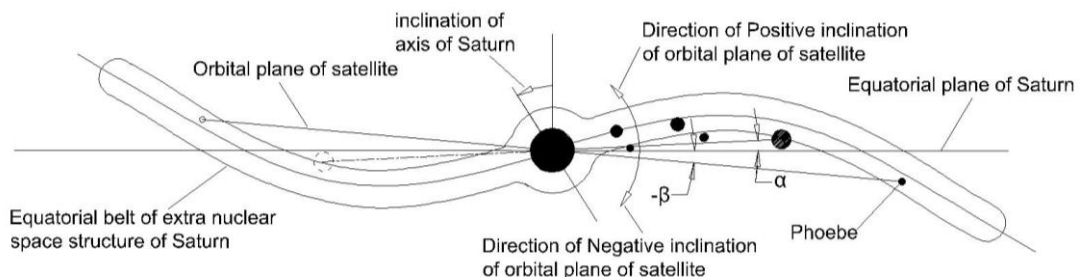 inclination of
axis of Saturn
Direction of Positive inclination
of orbital plane of satellite
Orbital plane of satellite
Equatorial plane of Saturn
-β
α
Equatorial belt of extra nuclear
space structure of Saturn
Phoebe
Direction of Negative inclination
of orbital plane of satellite